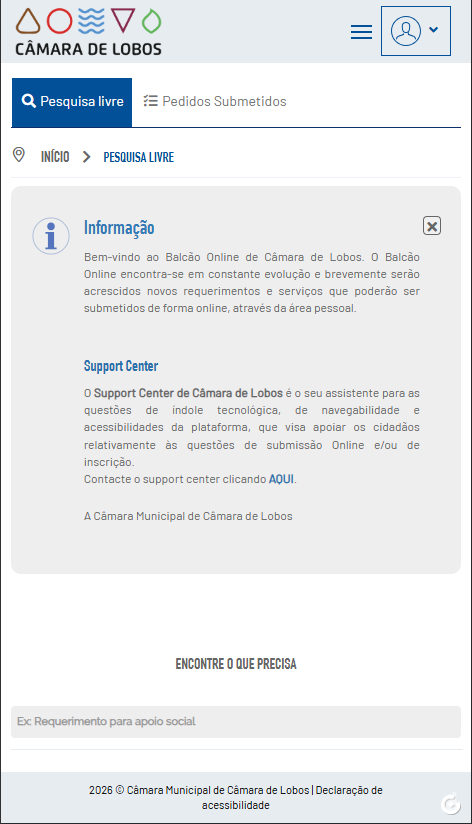 CÂMARA DE LOBOS
Pesquisa livre
Pedidos Submetidos
INÍCIO
PESQUISA LIVRE
Informação
Bem-vindo ao Balcão Online de Câmara de Lobos. O Balcão
Online encontra-se em constante evolução e brevemente serão
acrescidos novos requerimentos e serviços que poderão ser
submetidos de forma online, através da área pessoal.
Support Center
O Support Center de Câmara de Lobos é o seu assistente para as
questões de índole tecnológica, de navegabilidade e
acessibilidades da plataforma, que visa apoiar os cidadãos
relativamente às questões de submissão Online e/ou de
inscrição.
Contacte o support center clicando AQUI.
A Câmara Municipal de Câmara de Lobos
ENCONTRE O QUE PRECISA
Ex: Requerimento para apoio social
2026 © Câmara Municipal de Câmara de Lobos | Declaração de
acessibilidade